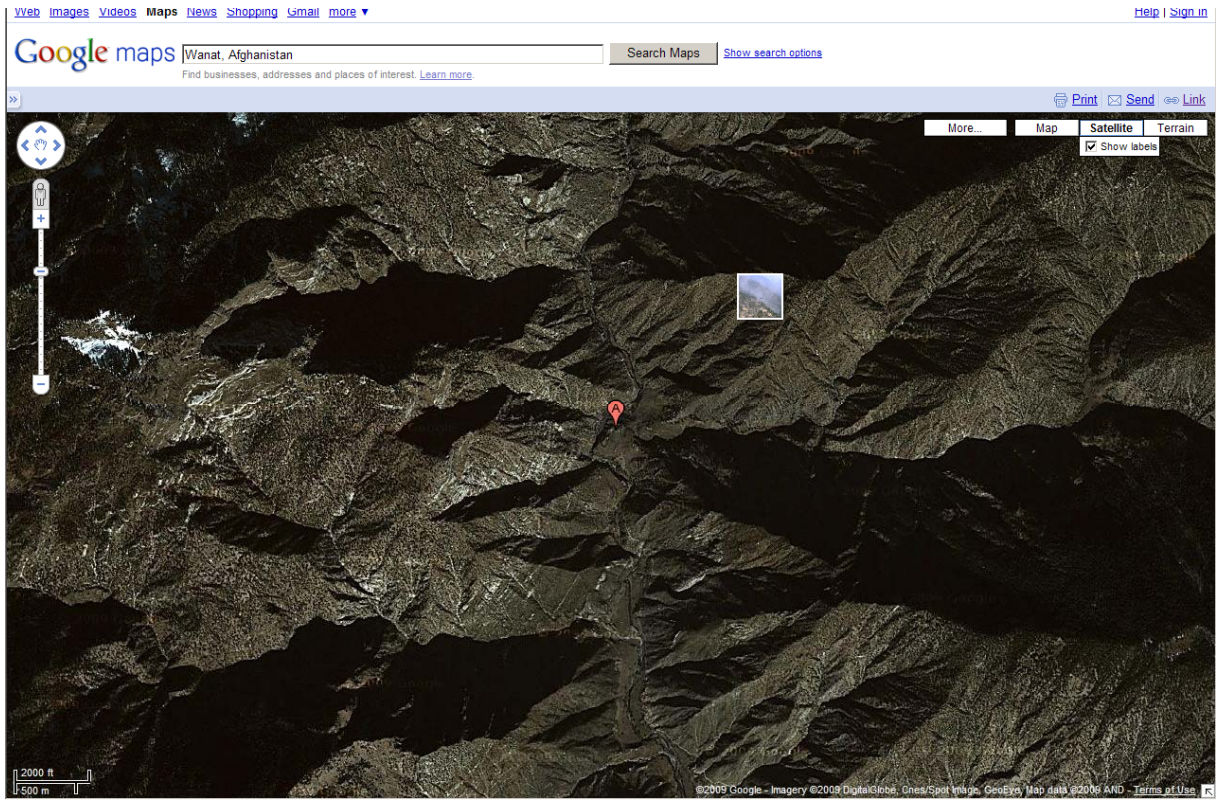 Web Images Videos Maps News Shopping Gmail more ▼ Help | Sign in
Google maps Wanat, Afghanistan Search Maps Show search options
Find businesses, addresses and places of interest. Learn more.
» Print Send Link
More... Map Satellite Terrain
Show labels
A
2000 ft
500 m
©2009 Google - Imagery ©2009 DigitalGlobe, Cnes/Spot Image, GeoEye, Map data ©2009 AND - Terms of Use